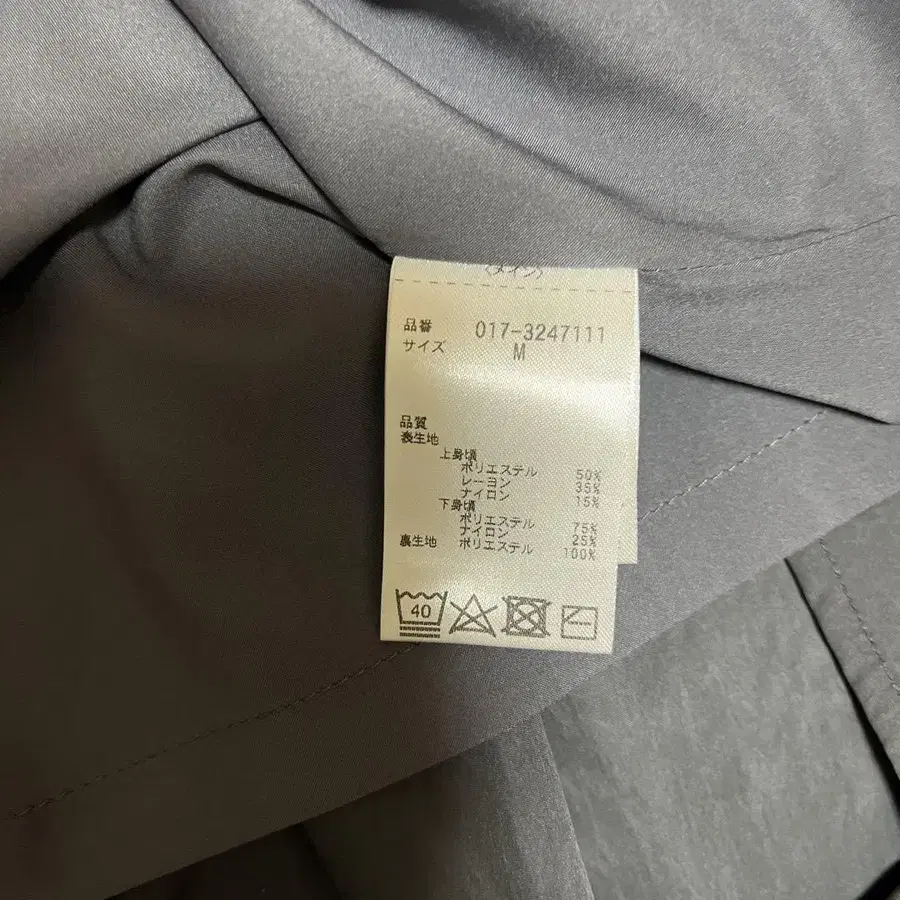 〈メイン〉
品番 017-3247111
サイズ M
品質
表生地
上身頃
ポリエステル 50%
レーヨン 35%
ナイロン 15%
下身頃
ポリエステル 75%
ナイロン 25%
裏生地 ポリエステル 100%
40